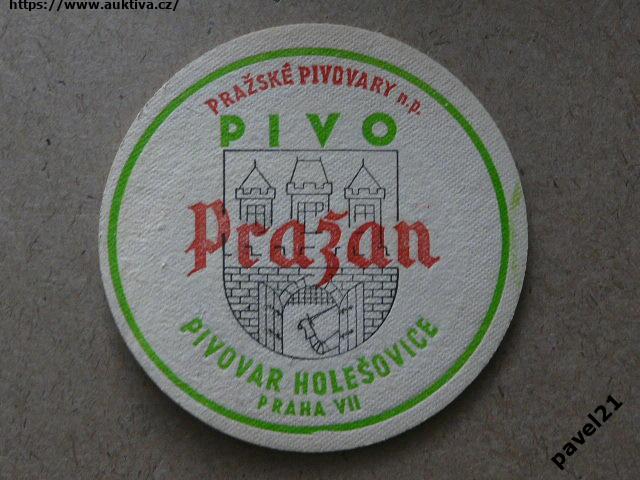 https://www.auktiva.cz/
PRAŽSKÉ PIVOVARY n.p.
PIVO
Pražan
PIVOVAR HOLEŠOVICE
PRAHA VII
pavel21